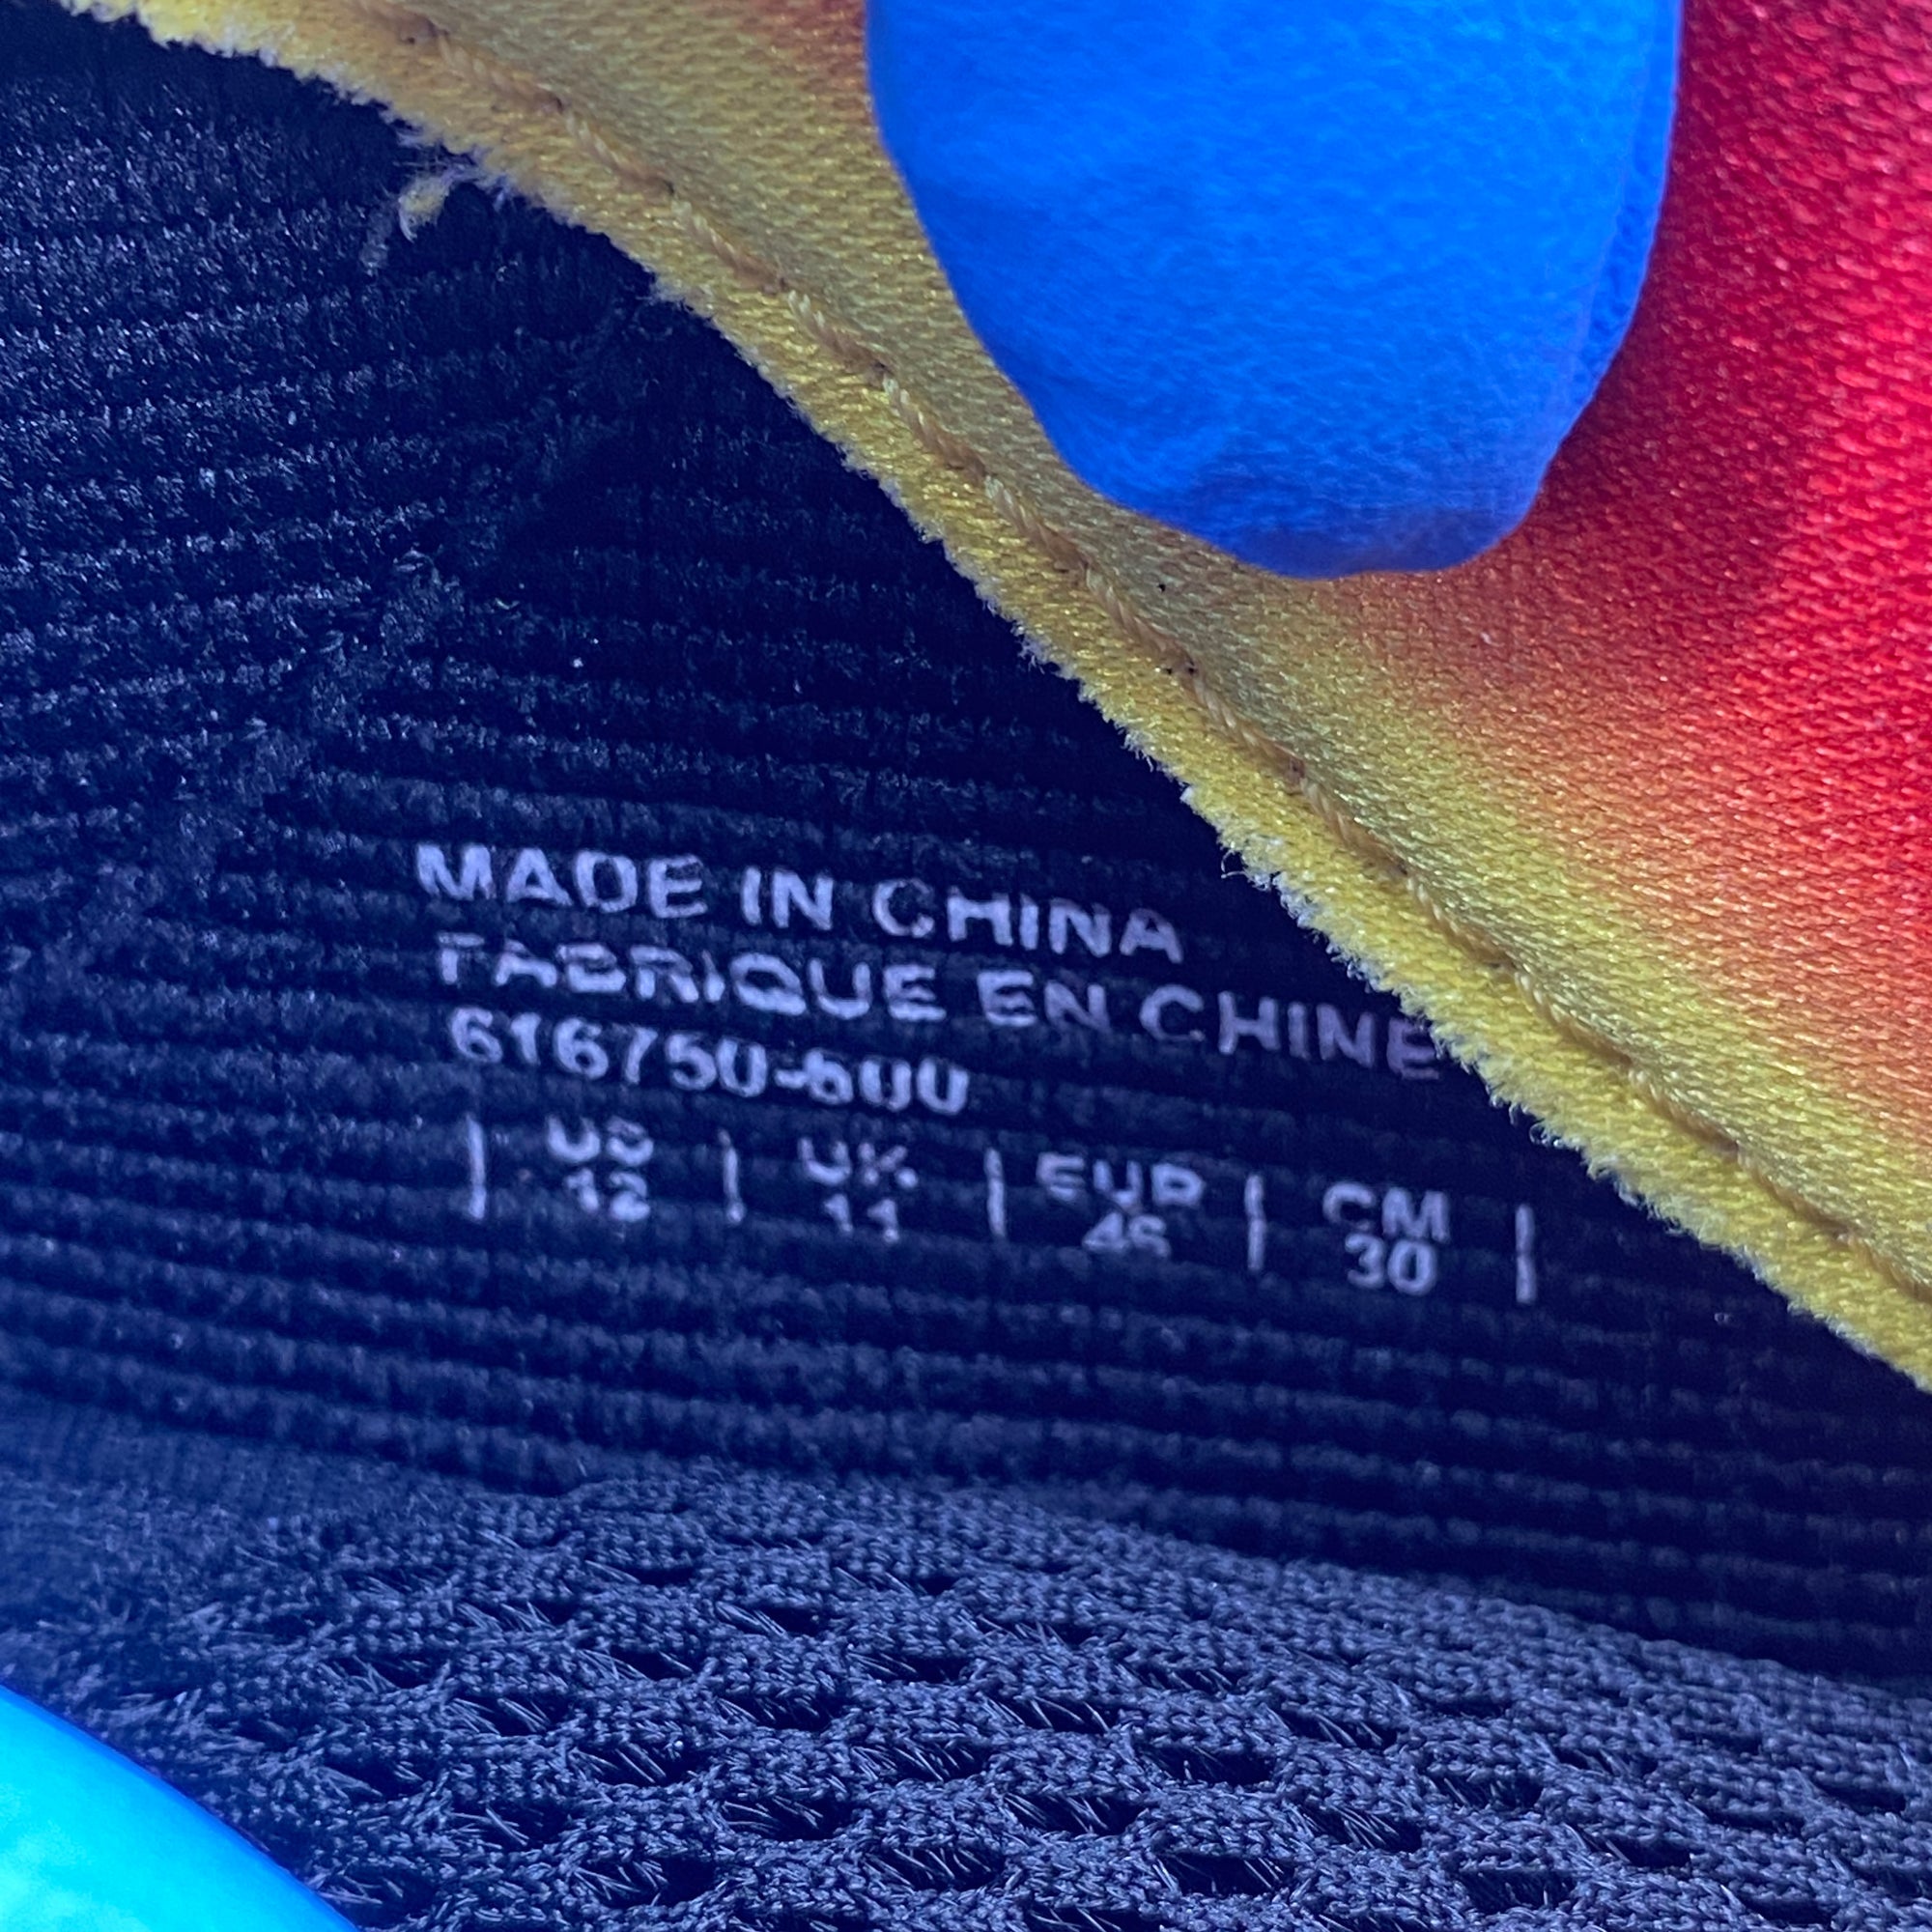 MADE IN CHINA
FABRIQUE EN CHINE
616750-600
| US | UK | EUR | CM |
12 11 46 30